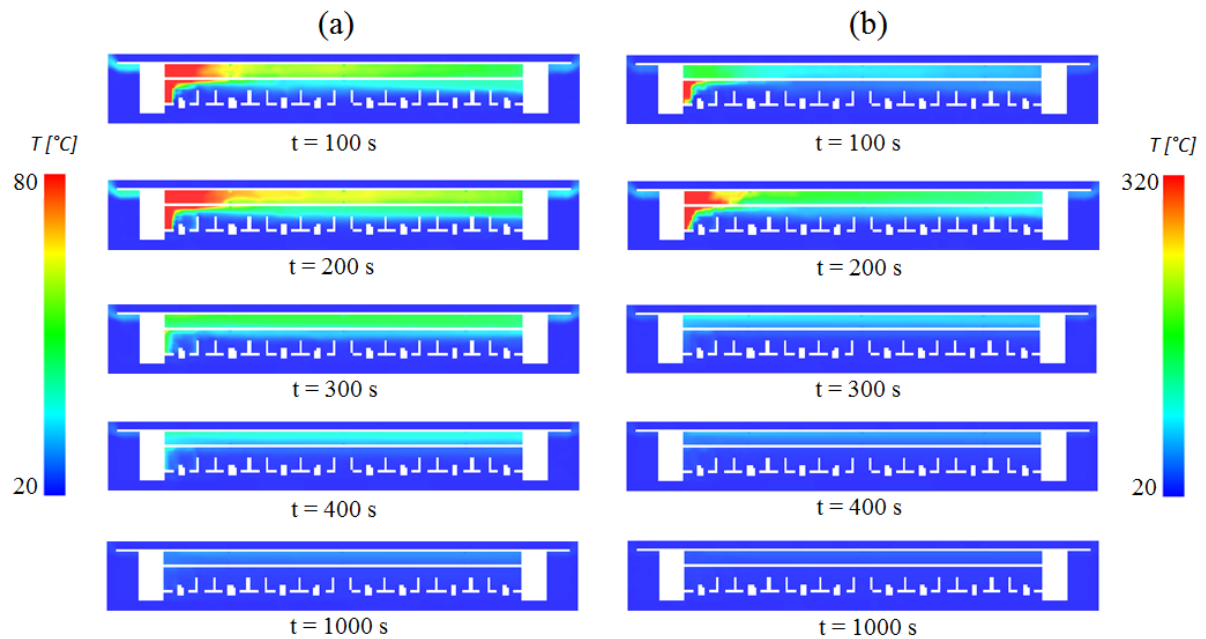 (a)
(b)
t = 100 s
t = 100 s
T [°C]
T [°C]
80
320
t = 200 s
t = 200 s
t = 300 s
t = 300 s
20
20
t = 400 s
t = 400 s
t = 1000 s
t = 1000 s